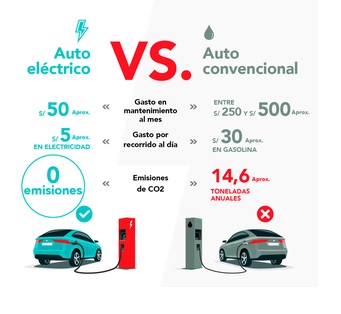 Auto
eléctrico
VS.
Auto
convencional
S/ 50 Aprox.
Gasto en
mantenimiento
al mes
ENTRE
S/ 250 Y S/ 500 Aprox.
S/ 5 Aprox.
EN ELECTRICIDAD
Gasto por
recorrido al día
S/ 30 Aprox.
EN GASOLINA
0
emisiones
Emisiones
de CO2
14,6 Aprox.
TONELADAS
ANUALES